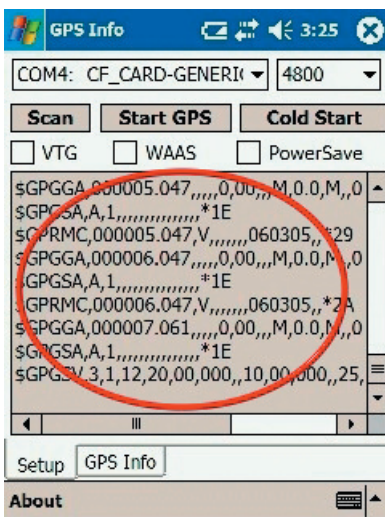 GPS Info 3:25
COM4: CF_CARD-GENERI 4800
Scan Start GPS Cold Start
VTG WAAS PowerSave
$GPGGA,000005.047,,,,,0,00,,,M,0.0,M,,0
$GPGSA,A,1,,,,,,,,,,,,,,,*1E
$GPRMC,000005.047,V,,,,,,,060305,,*29
$GPGGA,000006.047,,,,,0,00,,,M,0.0,M,,0
$GPGSA,A,1,,,,,,,,,,,,,,,*1E
$GPRMC,000006.047,V,,,,,,,060305,,*2A
$GPGGA,000007.061,,,,,0,00,,,M,0.0,M,,0
$GPGSA,A,1,,,,,,,,,,,,,,,*1E
$GPGSV,3,1,12,20,00,000,,10,00,000,,25,
Setup GPS Info
About